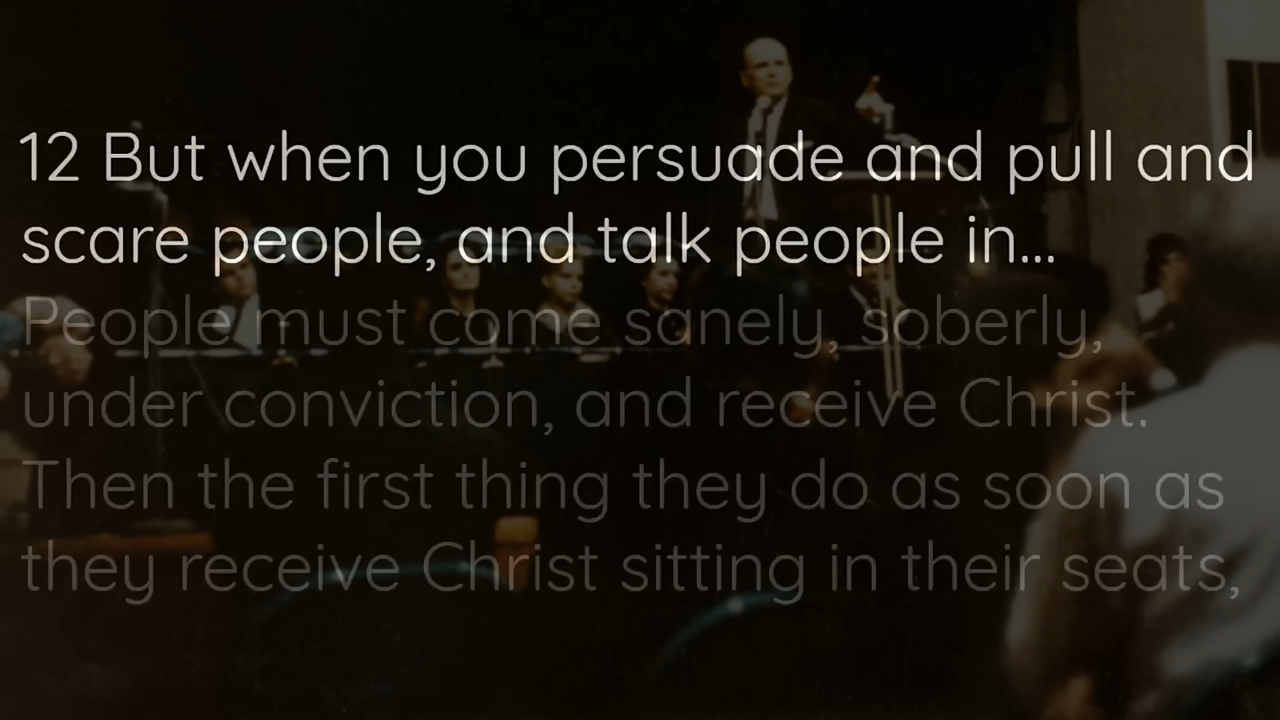 12 But when you persuade and pull and
scare people, and talk people in...
People must come sanely, soberly,
under conviction, and receive Christ.
Then the first thing they do as soon as
they receive Christ sitting in their seats,